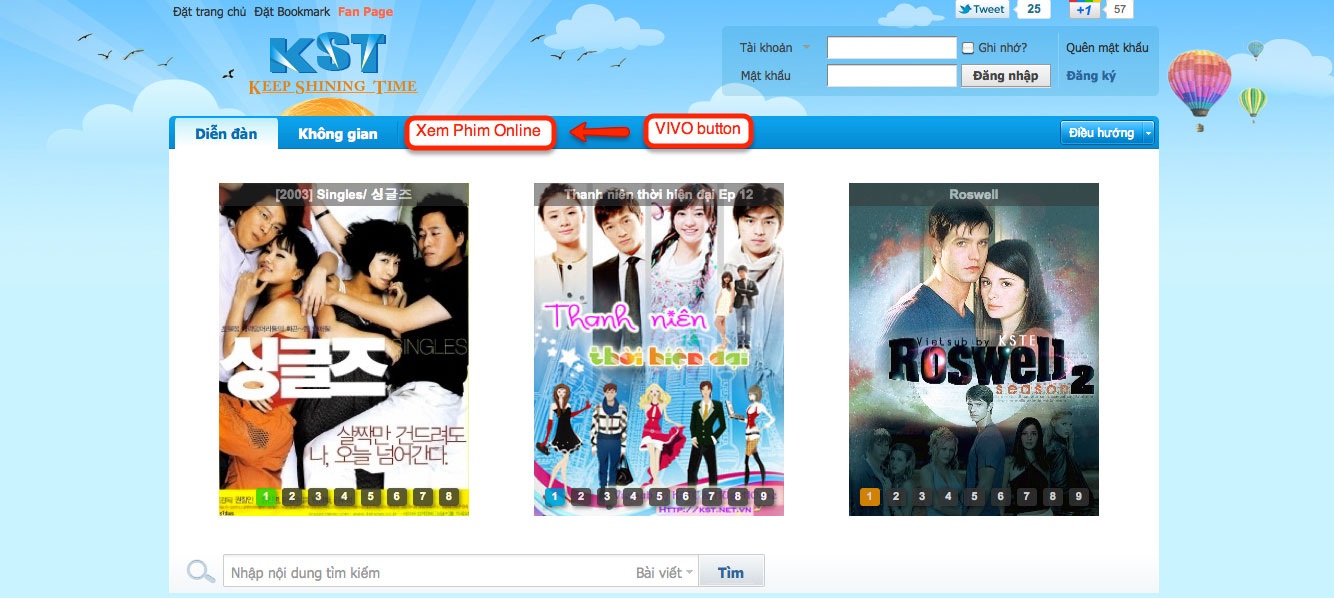 Đặt trang chủ Đặt Bookmark Fan Page
Tweet 25 +1 57
KST
KEEP SHINING TIME
Tài khoản Ghi nhớ? Quên mật khẩu
Mật khẩu Đăng nhập Đăng ký
Diễn đàn Không gian Xem Phim Online VIVO button Điều hướng
[2003] Singles/ 싱글즈
SINGLES
싱글즈
살짝만 건드려도
나, 오늘 넘어간다.
1 2 3 4 5 6 7 8
Thanh niên thời hiện đại Ep 12
Thanh niên
thời hiện đại
1 2 3 4 5 6 7 8 9
HTTP://KST.NET.VN
Roswell
Vietsub by KSTE
ROSWELL
season 2
1 2 3 4 5 6 7 8 9
Nhập nội dung tìm kiếm Bài viết Tìm